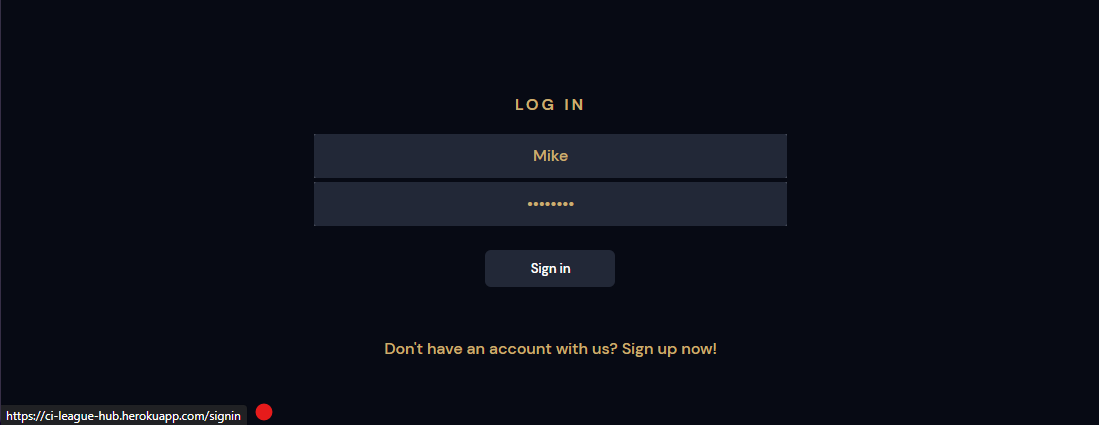 LOG IN
Mike
••••••••
Sign in
Don't have an account with us? Sign up now!
https://ci-league-hub.herokuapp.com/signin